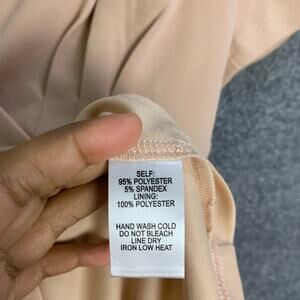 SELF:
95% POLYESTER
5% SPANDEX
LINING:
100% POLYESTER
HAND WASH COLD
DO NOT BLEACH
LINE DRY
IRON LOW HEAT